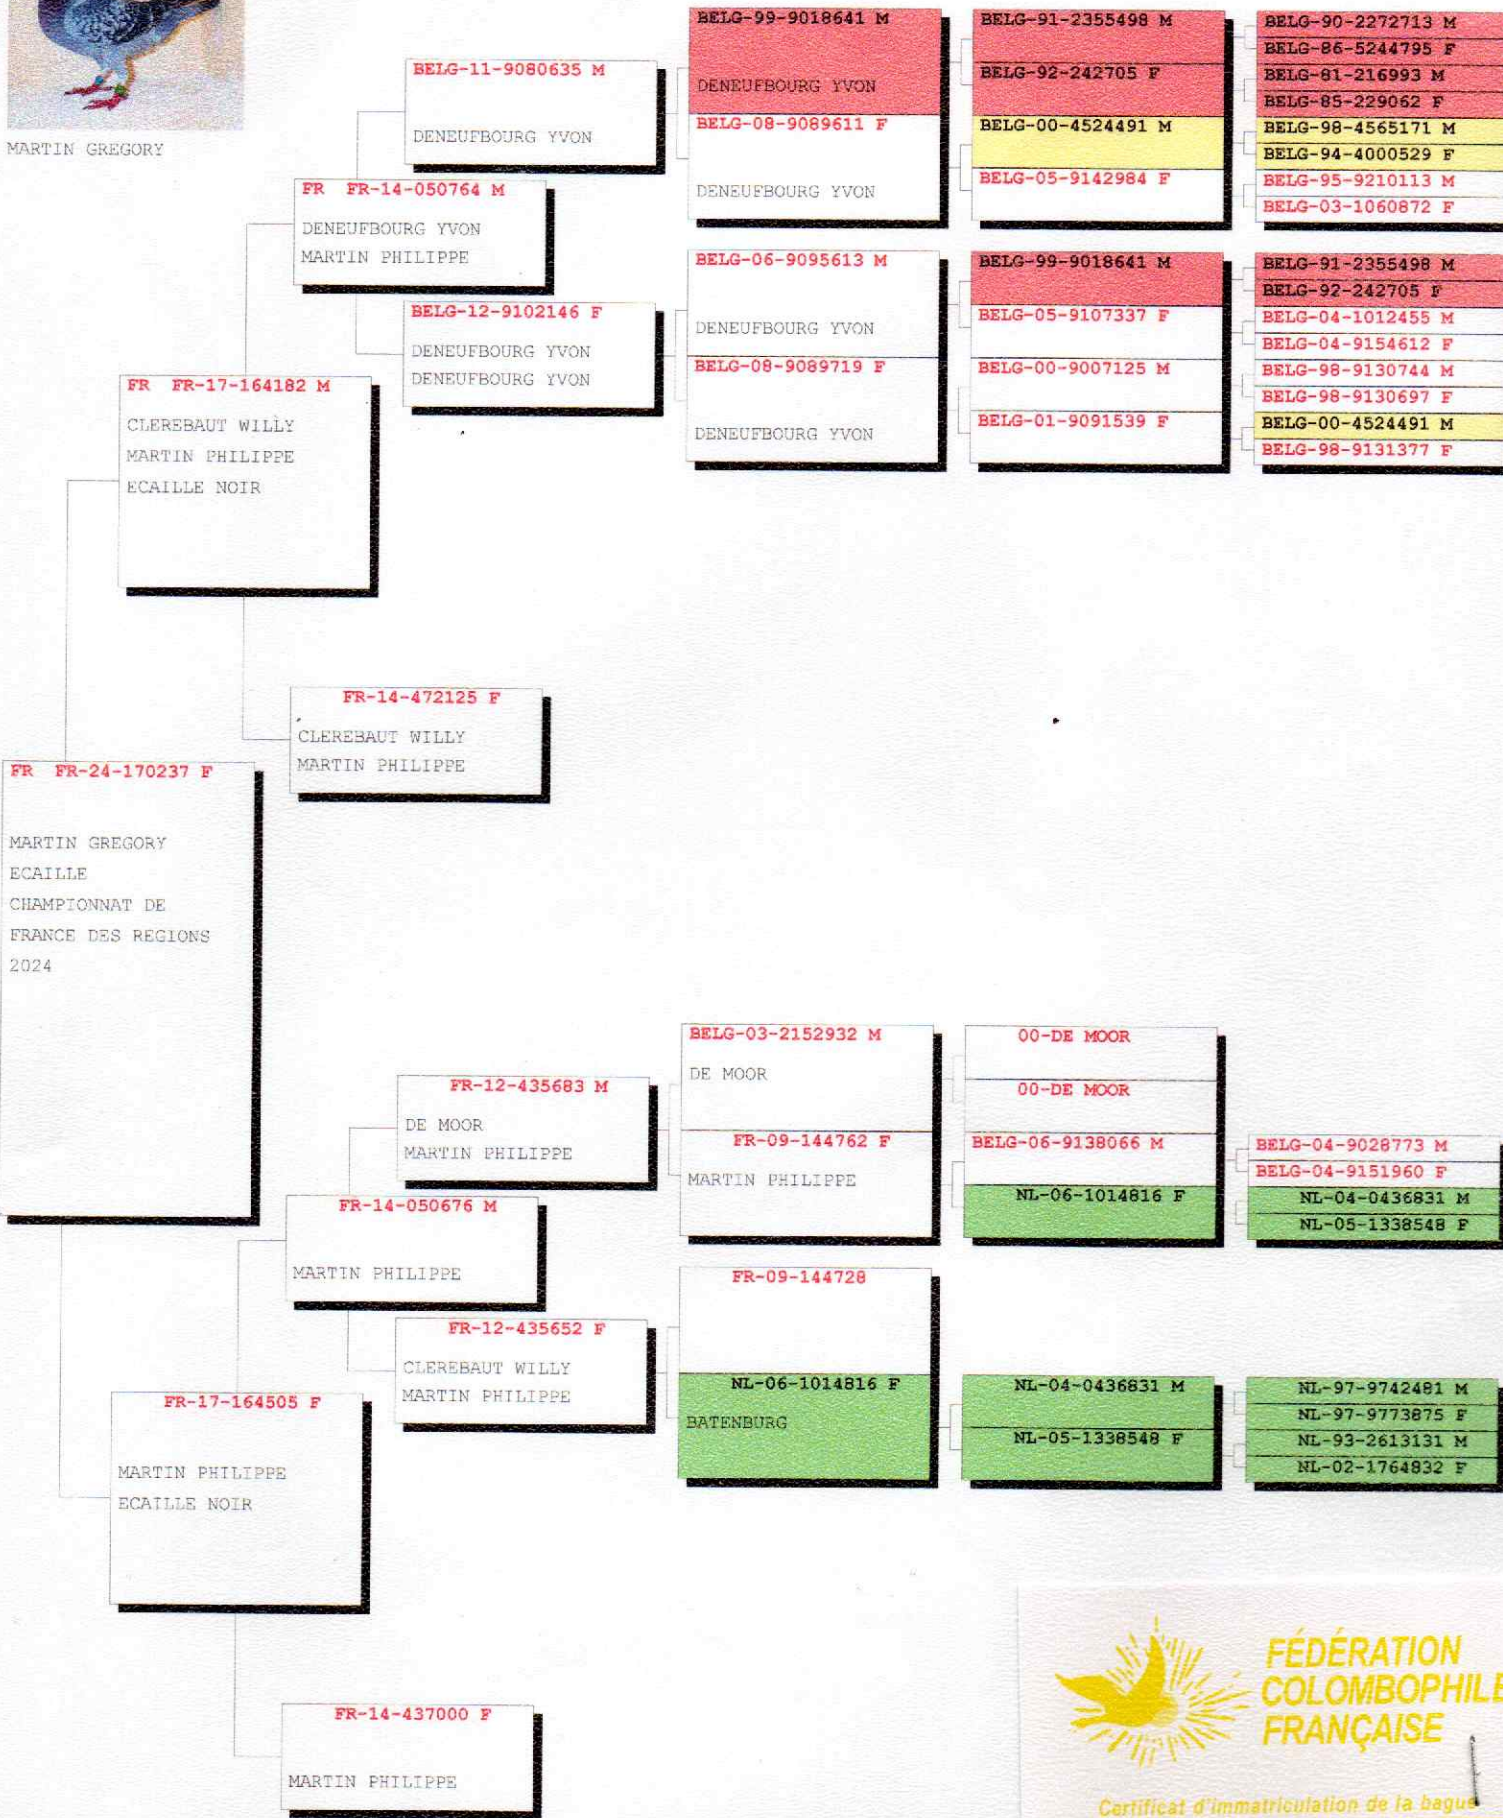 MARTIN GREGORY
FR FR-24-170237 F
MARTIN GREGORY
ECAILLE
CHAMPIONNAT DE
FRANCE DES REGIONS
2024
FR FR-17-164182 M
CLEREBAUT WILLY
MARTIN PHILIPPE
ECAILLE NOIR
FR FR-14-050764 M
DENEUFBOURG YVON
MARTIN PHILIPPE
BELG-11-9080635 M
DENEUFBOURG YVON
BELG-99-9018641 M
DENEUFBOURG YVON
BELG-08-9089611 F
DENEUFBOURG YVON
BELG-91-2355498 M
BELG-92-242705 F
BELG-00-4524491 M
BELG-05-9142984 F
BELG-90-2272713 M
BELG-86-5244795 F
BELG-81-216993 M
BELG-85-229062 F
BELG-98-4565171 M
BELG-94-4000529 F
BELG-95-9210113 M
BELG-03-1060872 F
BELG-12-9102146 F
DENEUFBOURG YVON
DENEUFBOURG YVON
BELG-06-9095613 M
DENEUFBOURG YVON
BELG-08-9089719 F
DENEUFBOURG YVON
BELG-99-9018641 M
BELG-05-9107337 F
BELG-00-9007125 M
BELG-01-9091539 F
BELG-91-2355498 M
BELG-92-242705 F
BELG-04-1012455 M
BELG-04-9154612 F
BELG-98-9130744 M
BELG-98-9130697 F
BELG-00-4524491 M
BELG-98-9131377 F
FR-14-472125 F
CLEREBAUT WILLY
MARTIN PHILIPPE
FR-17-164505 F
MARTIN PHILIPPE
ECAILLE NOIR
FR-14-050676 M
MARTIN PHILIPPE
FR-12-435683 M
DE MOOR
MARTIN PHILIPPE
BELG-03-2152932 M
DE MOOR
FR-09-144762 F
MARTIN PHILIPPE
00-DE MOOR
00-DE MOOR
BELG-06-9138066 M
NL-06-1014816 F
BELG-04-9028773 M
BELG-04-9151960 F
NL-04-0436831 M
NL-05-1338548 F
FR-12-435652 F
CLEREBAUT WILLY
MARTIN PHILIPPE
FR-09-144728
NL-06-1014816 F
BATENBURG
NL-04-0436831 M
NL-05-1338548 F
NL-97-9742481 M
NL-97-9773875 F
NL-93-2613131 M
NL-02-1764832 F
FR-14-437000 F
MARTIN PHILIPPE
FÉDÉRATION
COLOMBOPHILE
FRANÇAISE
Certificat d'immatriculation de la bague